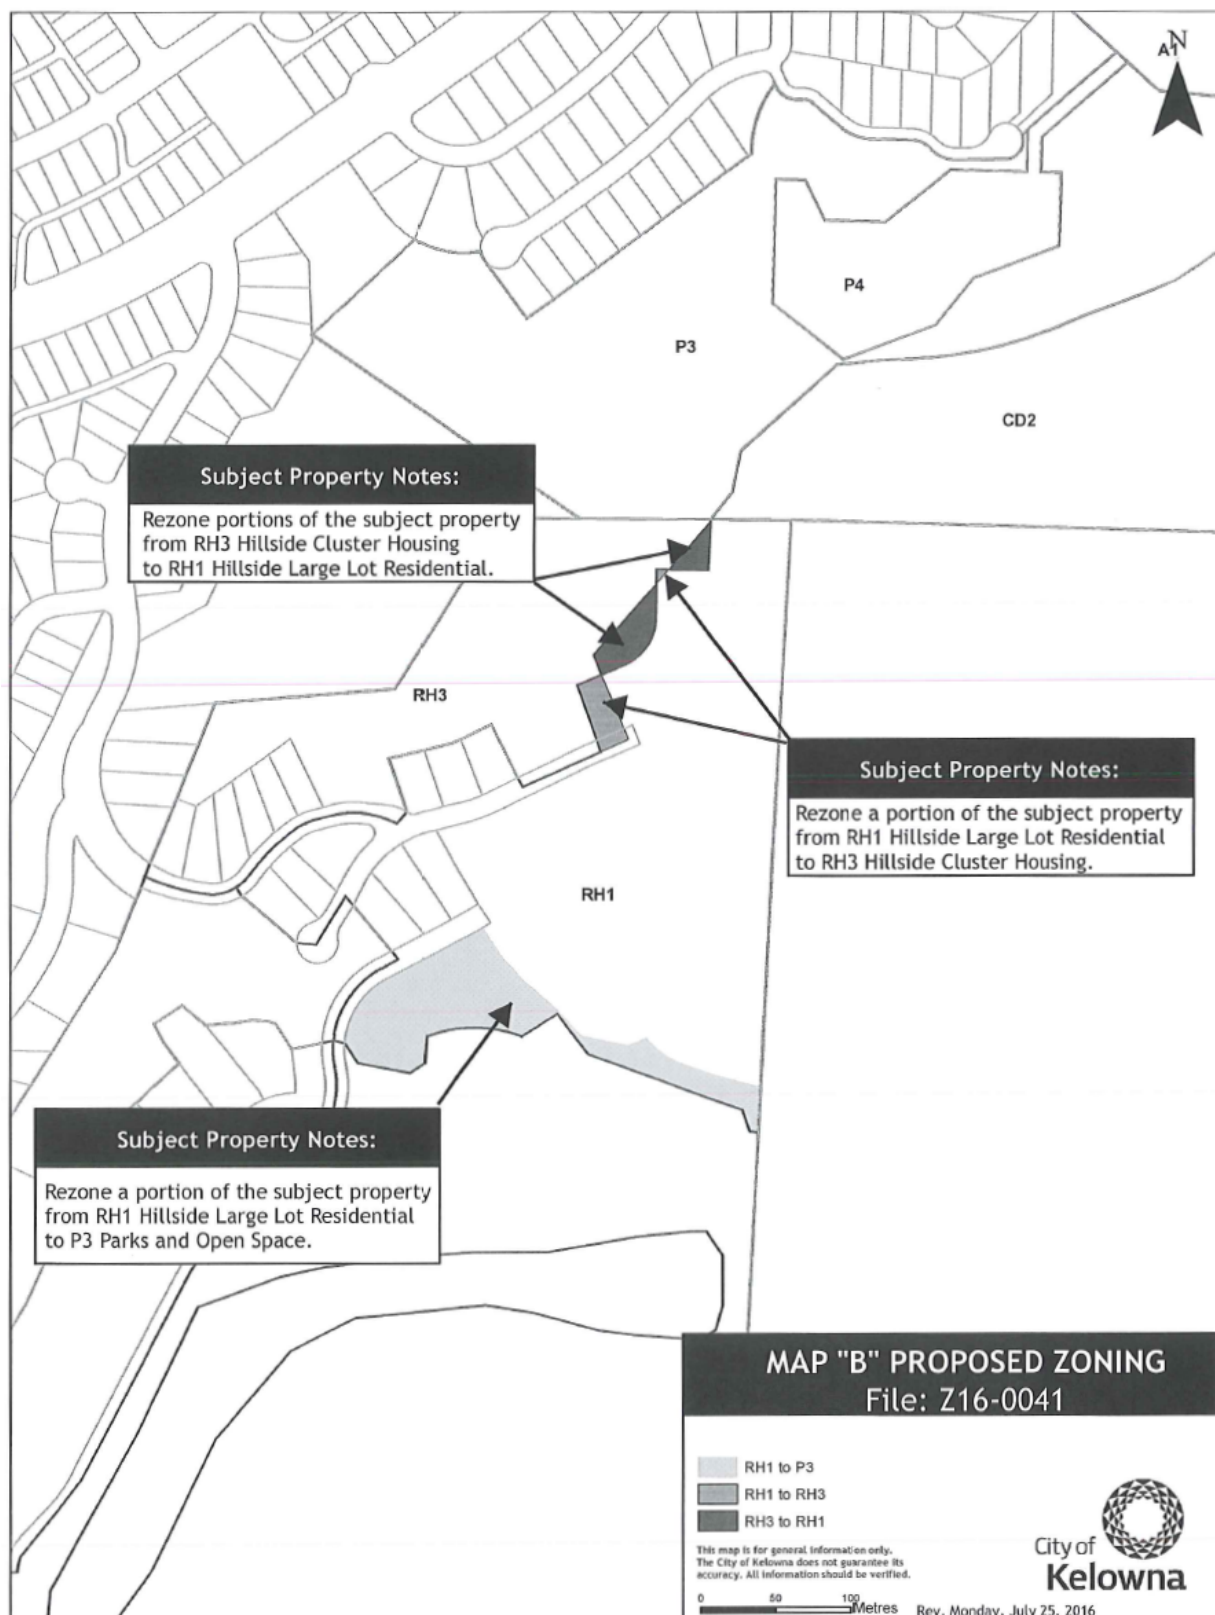 N
A1
P4
P3
CD2
Subject Property Notes:
Rezone portions of the subject property
from RH3 Hillside Cluster Housing
to RH1 Hillside Large Lot Residential.
RH3
Subject Property Notes:
Rezone a portion of the subject property
from RH1 Hillside Large Lot Residential
to RH3 Hillside Cluster Housing.
RH1
Subject Property Notes:
Rezone a portion of the subject property
from RH1 Hillside Large Lot Residential
to P3 Parks and Open Space.
MAP "B" PROPOSED ZONING
File: Z16-0041
RH1 to P3
RH1 to RH3
RH3 to RH1
This map is for general information only.
The City of Kelowna does not guarantee its
accuracy. All information should be verified.
0 50 100 Metres
City of
Kelowna
Rev. Monday, July 25, 2016